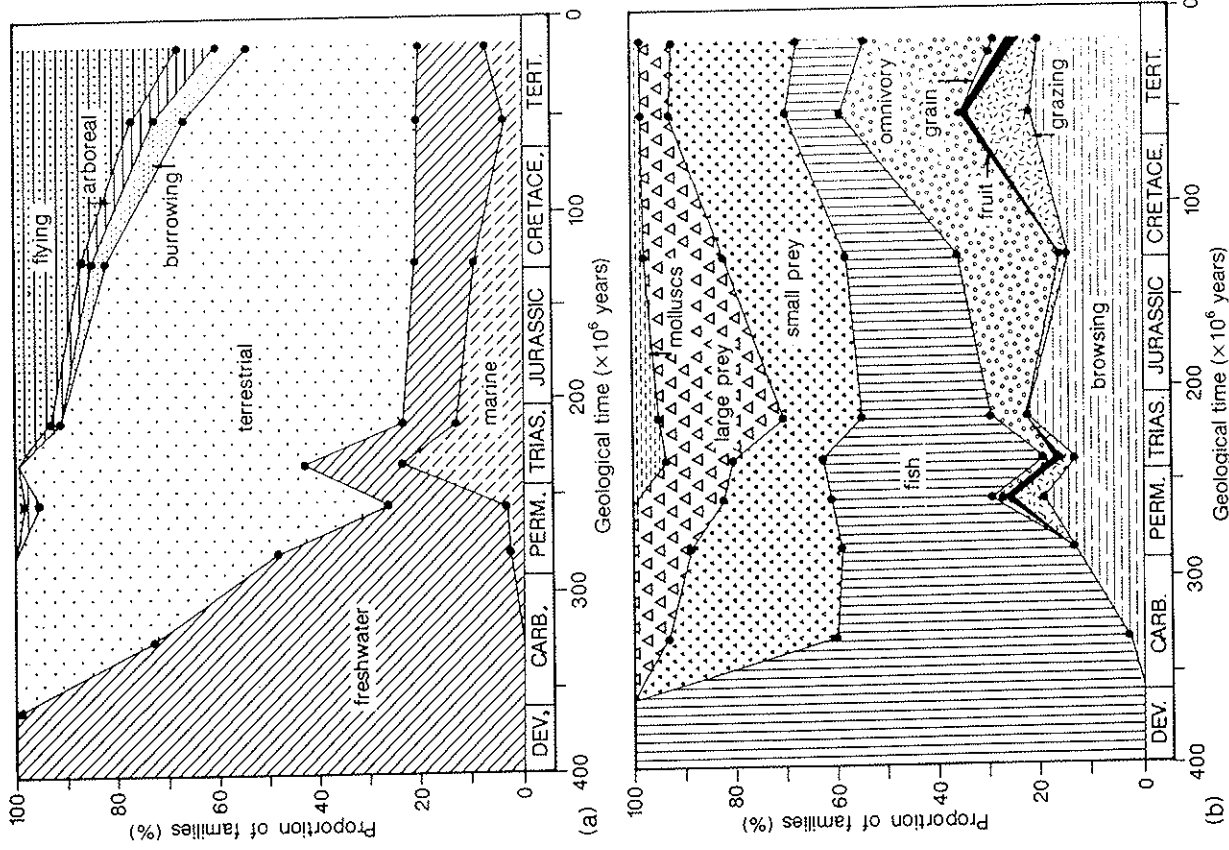 100
80
60
40
20
0
Proportion of families (%)
flying
arboreal
burrowing
terrestrial
freshwater
marine
DEV.
CARB.
PERM.
TRIAS.
JURASSIC
CRETACE.
TERT.
400
300
200
100
0
Geological time (×10⁶ years)
(a)
100
80
60
40
20
0
Proportion of families (%)
molluscs
large prey
small prey
fish
omnivory
grain
fruit
grazing
browsing
DEV.
CARB.
PERM.
TRIAS.
JURASSIC
CRETACE.
TERT.
400
300
200
100
0
Geological time (×10⁶ years)
(b)